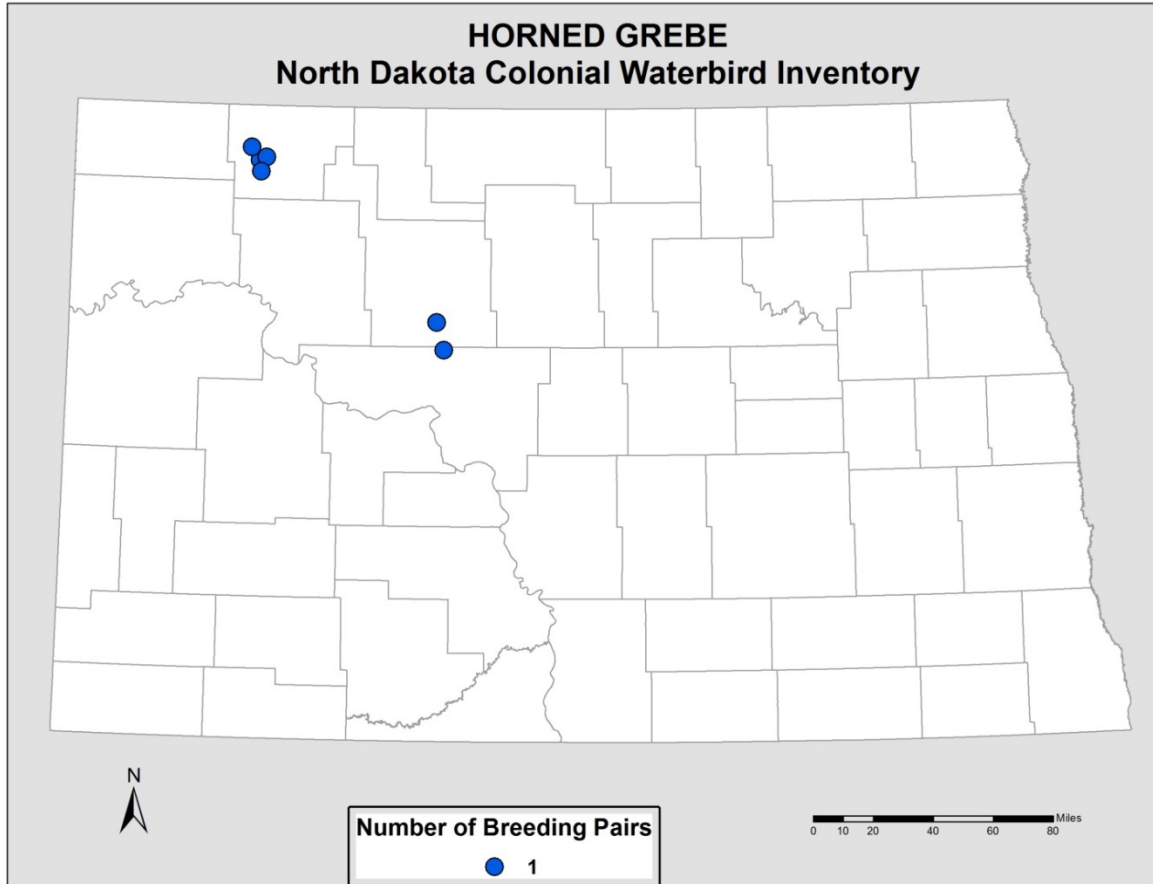 HORNED GREBE
North Dakota Colonial Waterbird Inventory
N
Number of Breeding Pairs
1
Miles
0 10 20 40 60 80